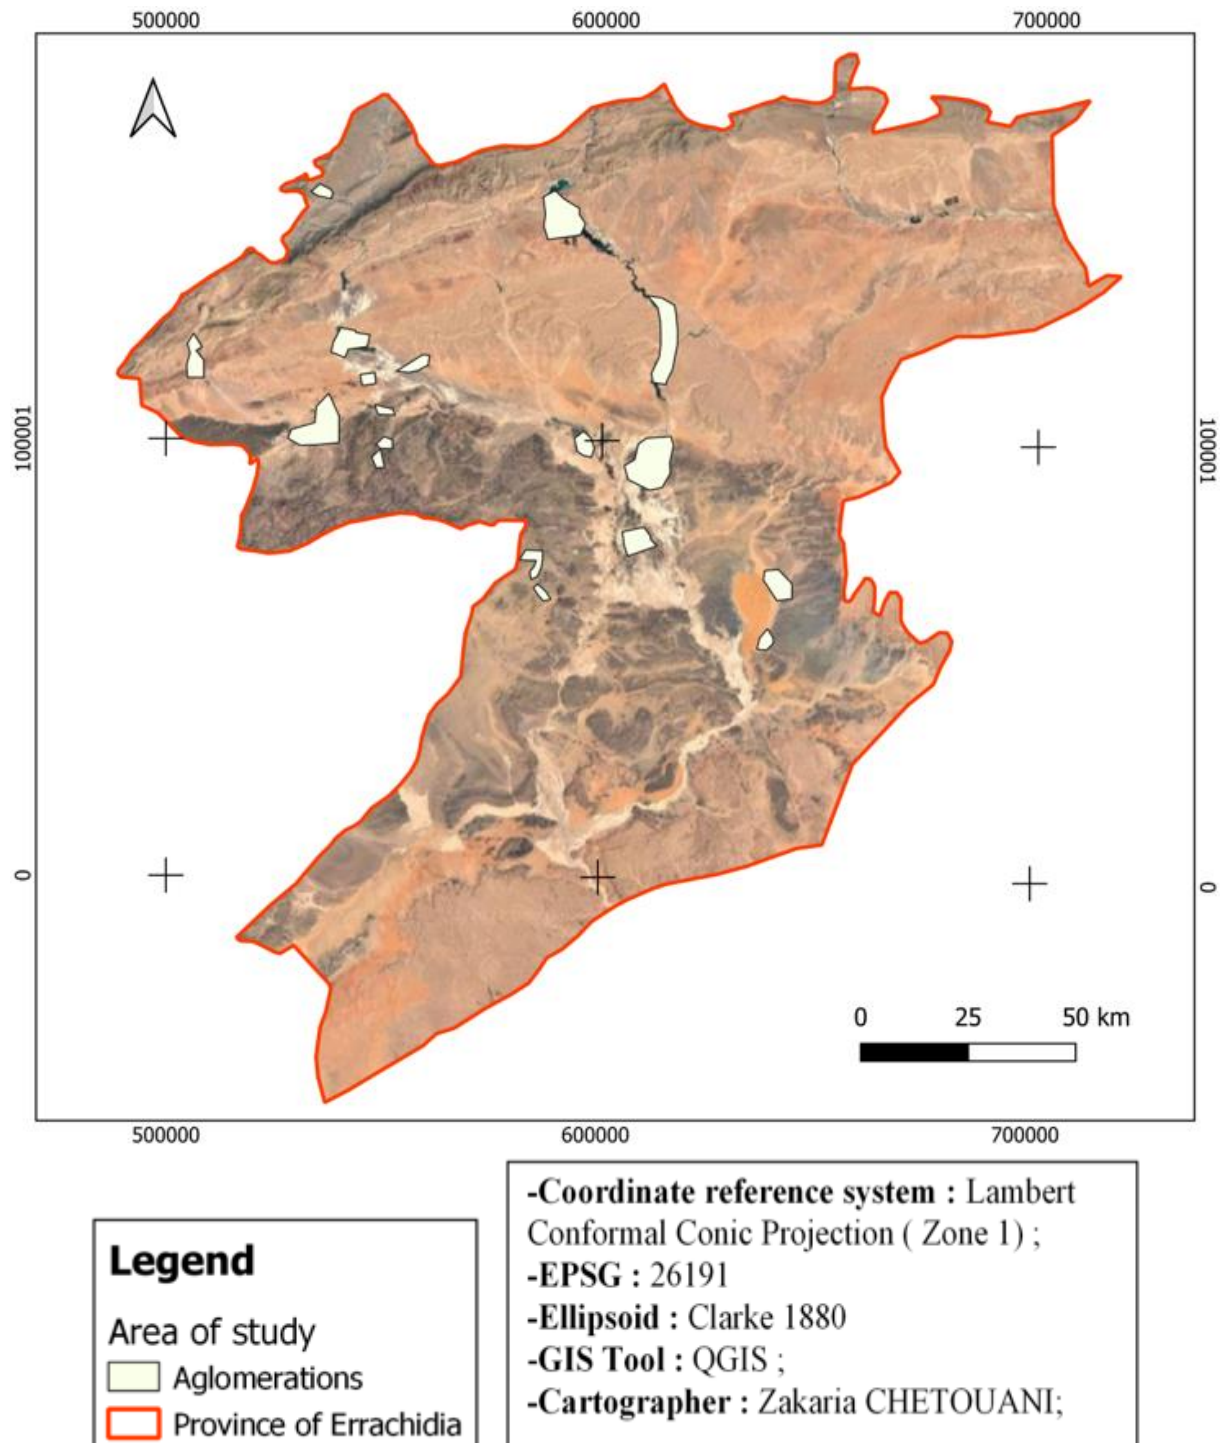 500000 600000 700000
100001
100001
0
0
0 25 50 km
500000 600000 700000
Legend
Area of study
Aglomerations
Province of Errachidia
-Coordinate reference system : Lambert
Conformal Conic Projection ( Zone 1) ;
-EPSG : 26191
-Ellipsoid : Clarke 1880
-GIS Tool : QGIS ;
-Cartographer : Zakaria CHETOUANI;